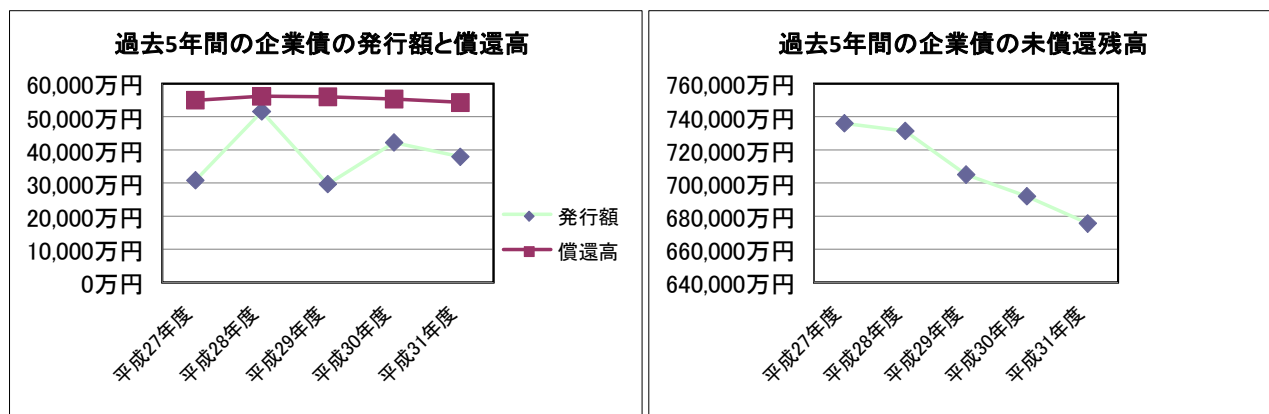 過去5年間の企業債の発行額と償還高
60,000万円
50,000万円
40,000万円
30,000万円
20,000万円
10,000万円
0万円
平成27年度
平成28年度
平成29年度
平成30年度
平成31年度
発行額
償還高
過去5年間の企業債の未償還残高
760,000万円
740,000万円
720,000万円
700,000万円
680,000万円
660,000万円
640,000万円
平成27年度
平成28年度
平成29年度
平成30年度
平成31年度